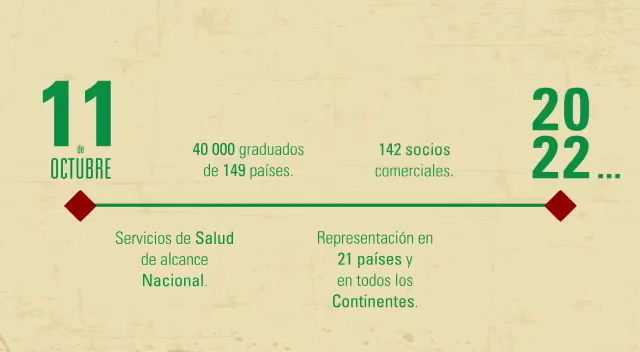 11
de
OCTUBRE
40 000 graduados
de 149 países.
142 socios
comerciales.
20
22...
Servicios de Salud
de alcance
Nacional.
Representación en
21 países y
en todos los
Continentes.